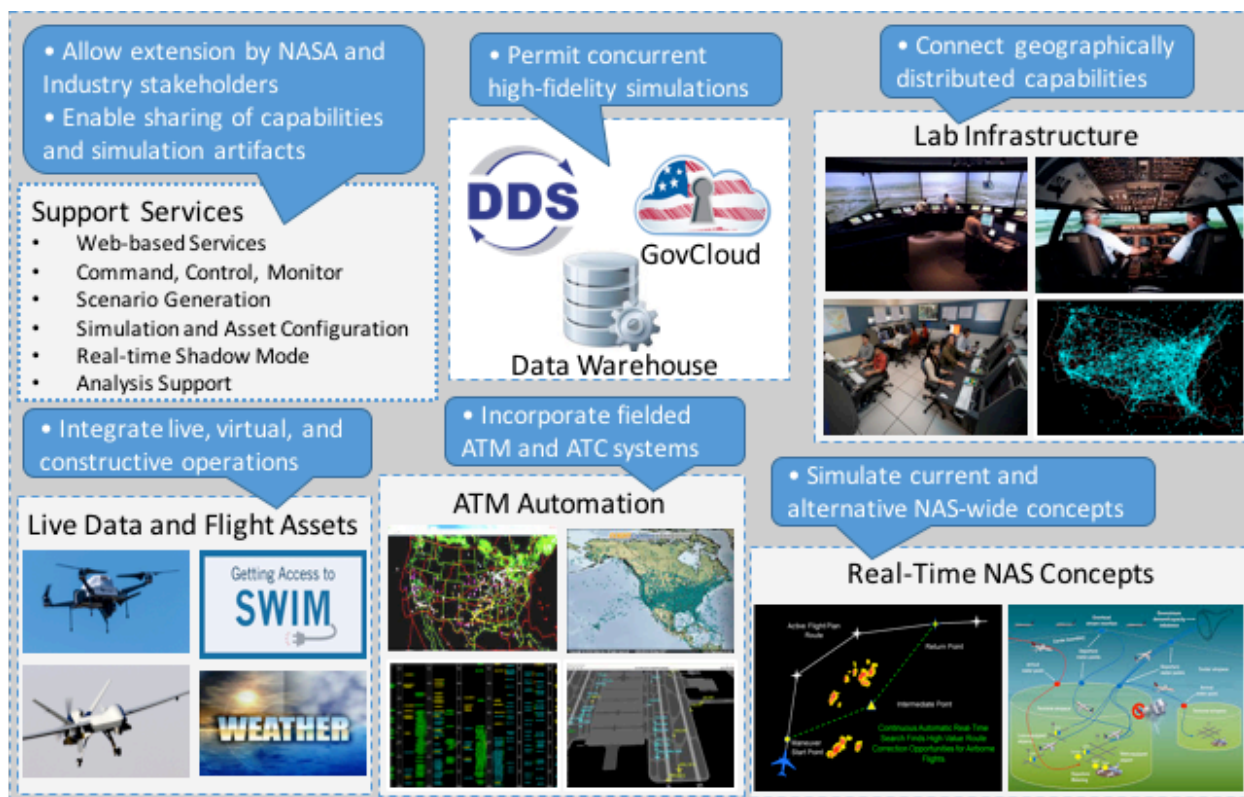 • Allow extension by NASA and
Industry stakeholders
• Enable sharing of capabilities
and simulation artifacts
• Permit concurrent
high-fidelity simulations
• Connect geographically
distributed capabilities
Support Services
• Web-based Services
• Command, Control, Monitor
• Scenario Generation
• Simulation and Asset Configuration
• Real-time Shadow Mode
• Analysis Support
DDS
GovCloud
Data Warehouse
Lab Infrastructure
• Integrate live, virtual, and
constructive operations
• Incorporate fielded
ATM and ATC systems
• Simulate current and
alternative NAS-wide concepts
Live Data and Flight Assets
Getting Access to
SWIM
WEATHER
ATM Automation
Real-Time NAS Concepts
Active Flight Plan
Route
Return Point
Intermediate Point
Maneuver
Start Point
Continuous Automatic Real-Time
Search Finds High Value Route
Correction Opportunities for Airborne
Flights